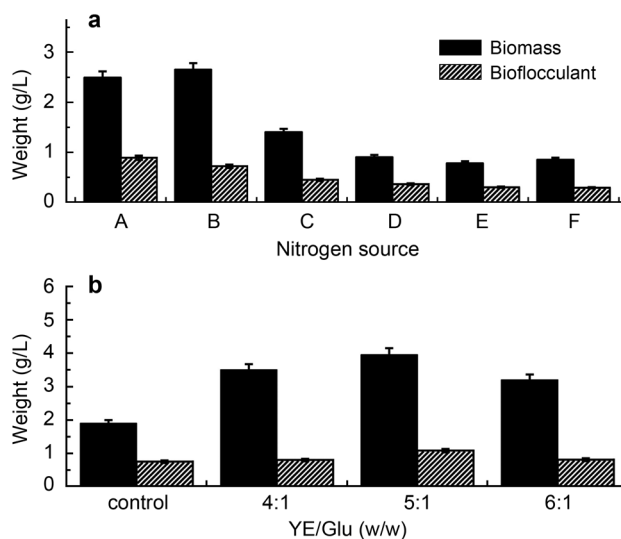 a
Biomass
Bioflocculant
Weight (g/L)
3
2
1
0
A B C D E F
Nitrogen source
b
Weight (g/L)
6
5
4
3
2
1
0
control 4:1 5:1 6:1
YE/Glu (w/w)